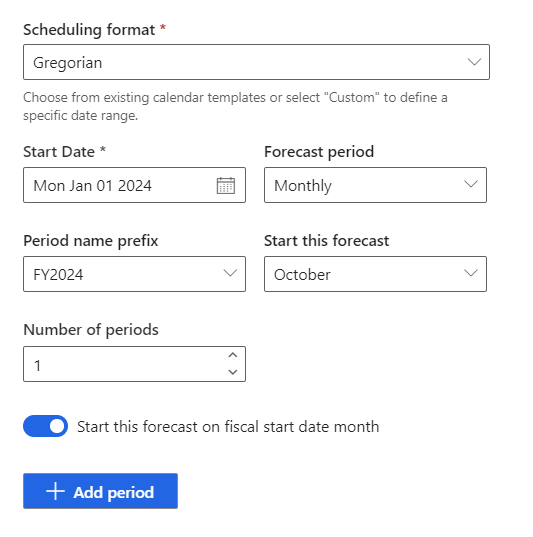 Scheduling format *
Gregorian
Choose from existing calendar templates or select "Custom" to define a
specific date range.
Start Date *
Forecast period
Mon Jan 01 2024
Monthly
Period name prefix
Start this forecast
FY2024
October
Number of periods
1
Start this forecast on fiscal start date month
Add period